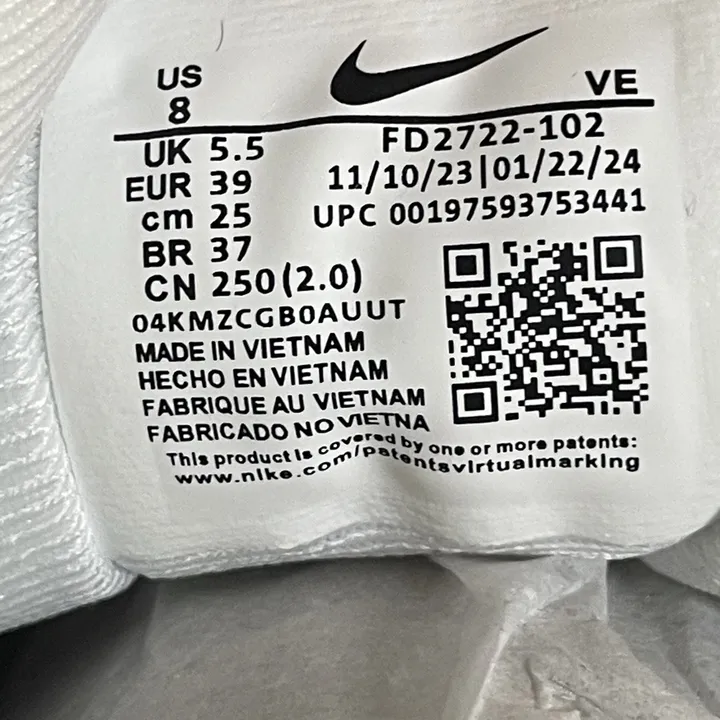 US
8
VE
UK 5.5
EUR 39
cm 25
BR 37
CN 250(2.0)
FD2722-102
11/10/23|01/22/24
UPC 00197593753441
04KMZCGB0AUUT
MADE IN VIETNAM
HECHO EN VIETNAM
FABRIQUE AU VIETNAM
FABRICADO NO VIETNA
This product is covered by one or more patents:
www.nike.com/patentsvirtualmarking